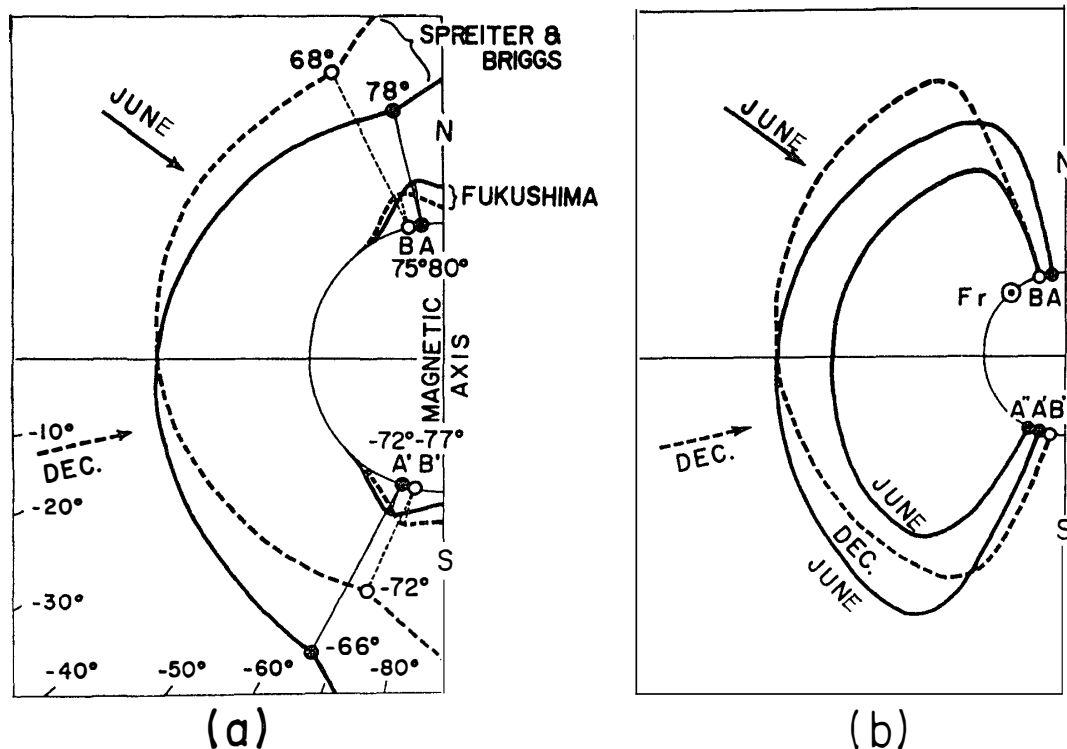 SPREITER &
BRIGGS
68°
78°
JUNE
N
}FUKUSHIMA
B A
75°80°
MAGNETIC
AXIS
-10°
DEC.
-20°
-30°
-40°
-50°
-60°
-80°
-72°-77°
A' B'
S
-72°
-66°
(a)
JUNE
N
Fr
BA
DEC.
A" A' B'
S
JUNE
DEC.
JUNE
(b)